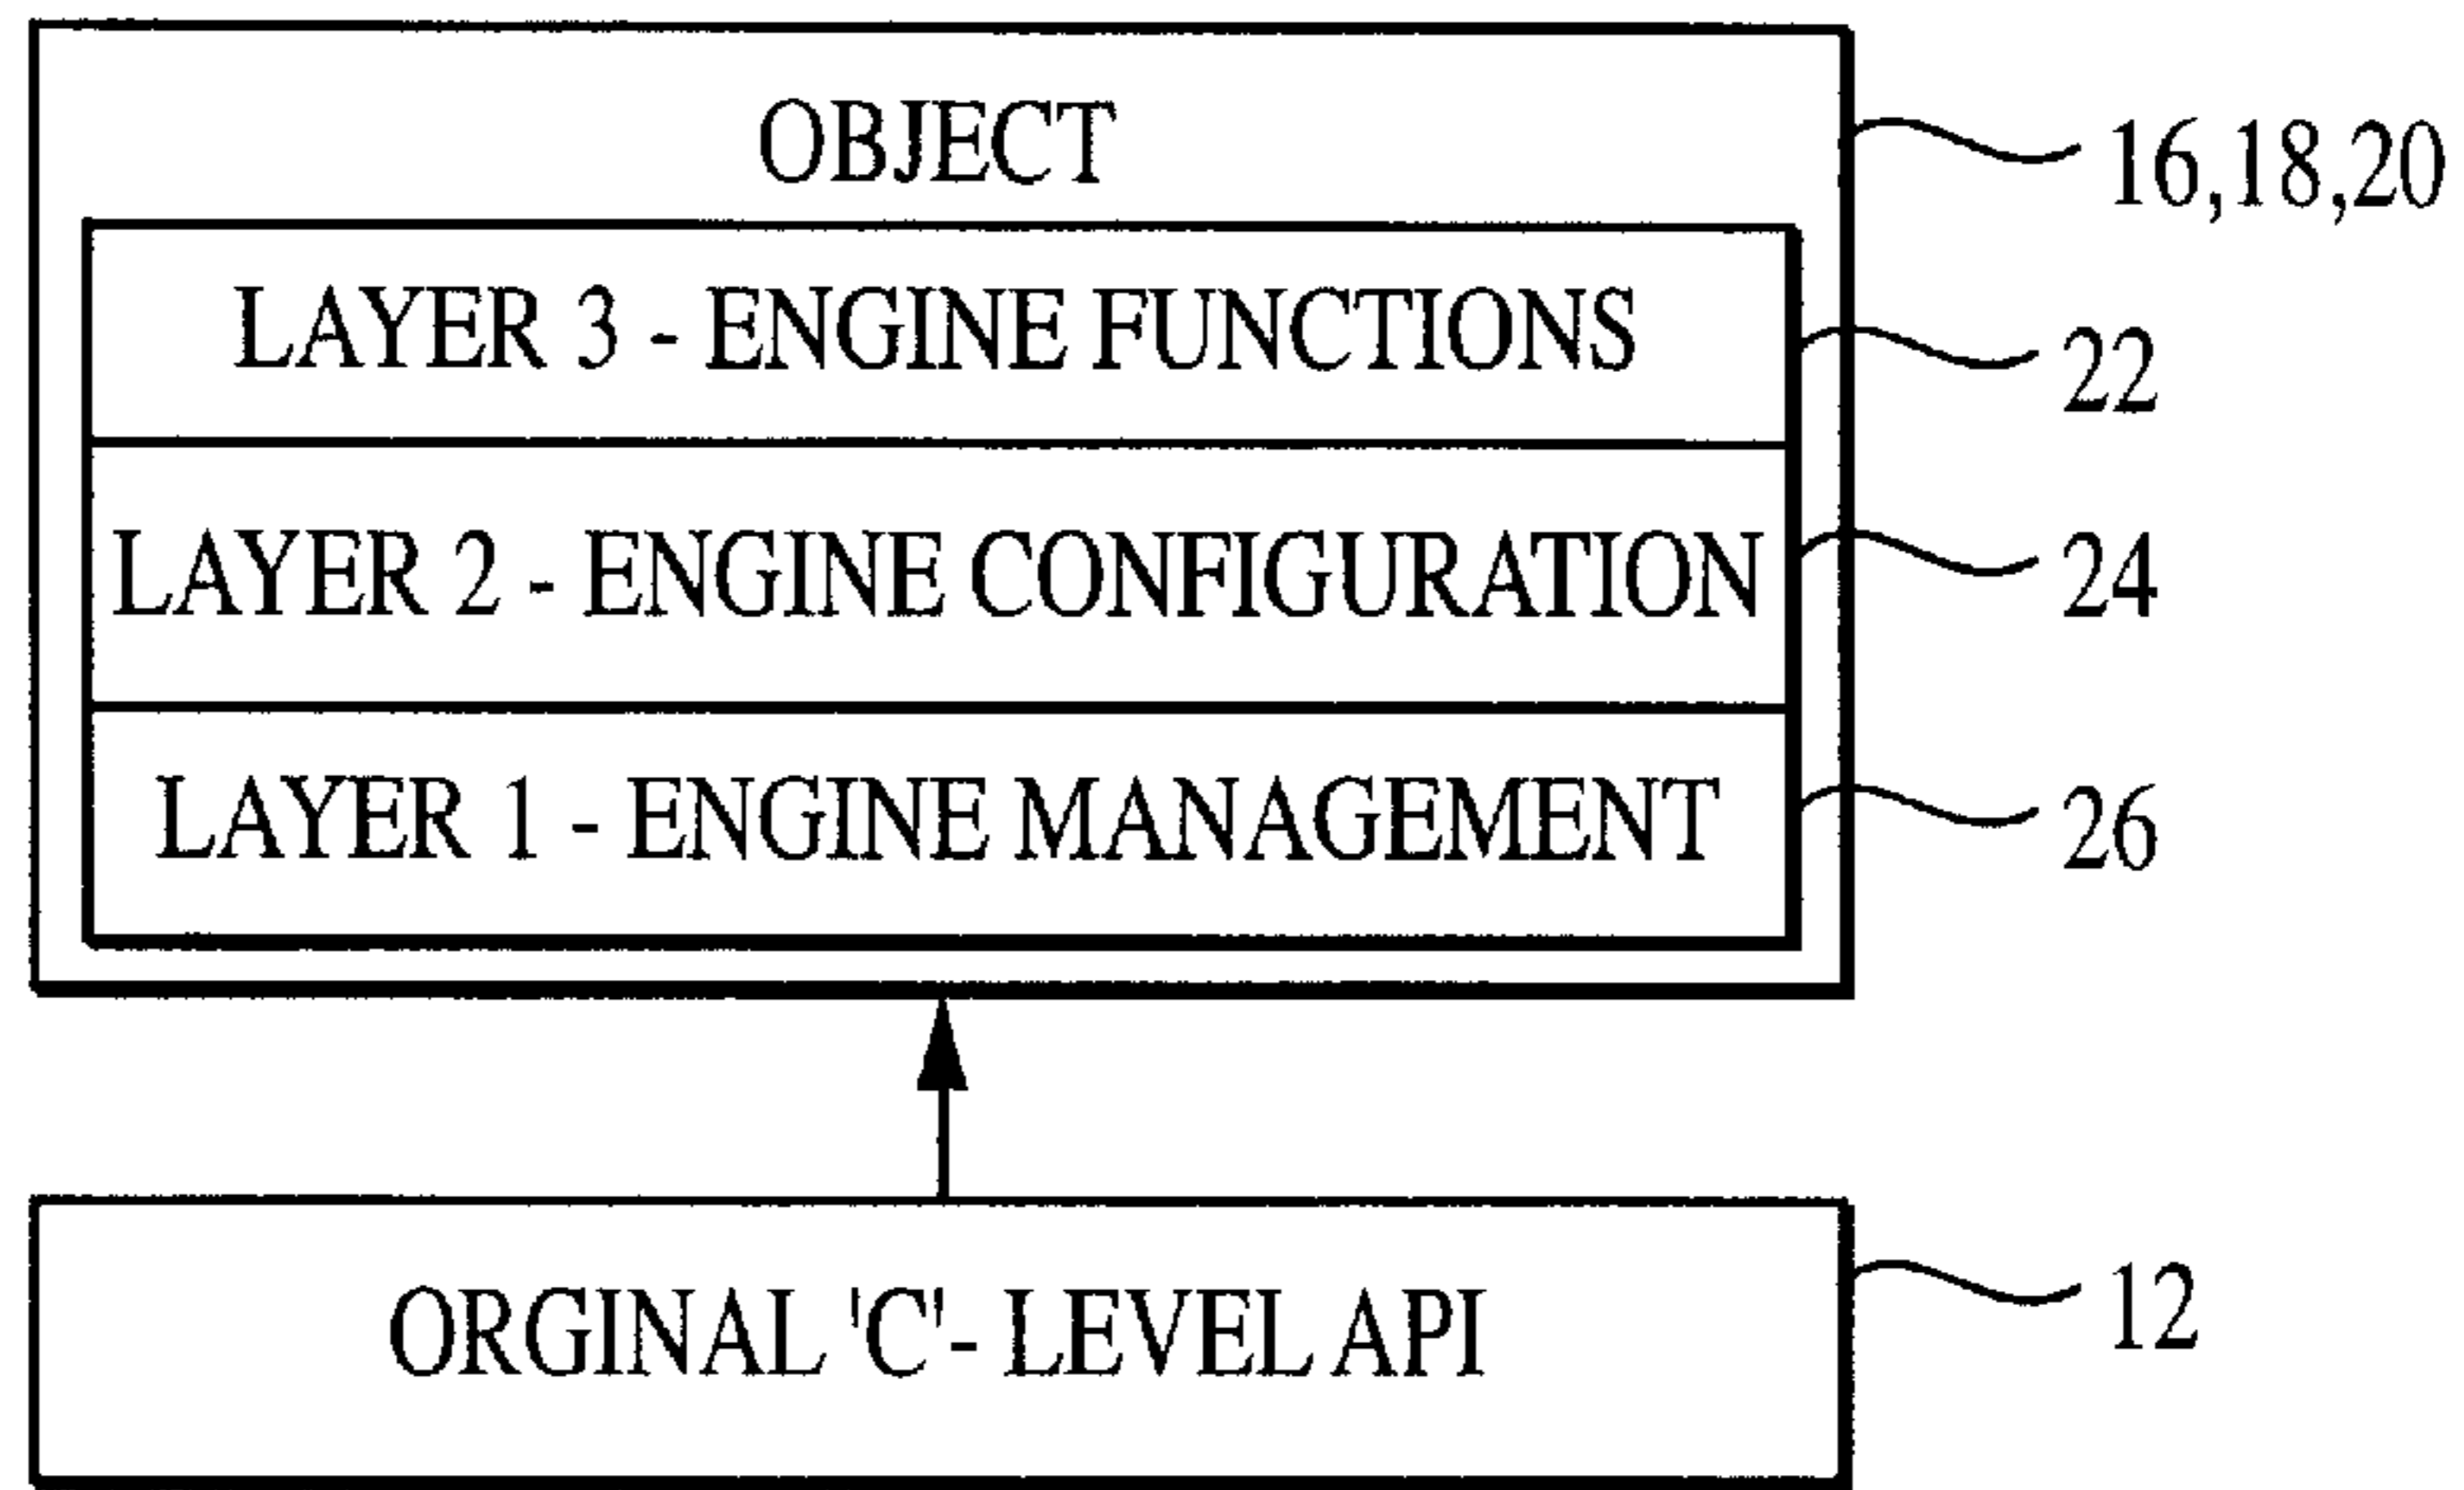 OBJECT
16,18,20
LAYER 3 - ENGINE FUNCTIONS
22
LAYER 2 - ENGINE CONFIGURATION
24
LAYER 1 - ENGINE MANAGEMENT
26
ORGINAL 'C'- LEVEL API
12